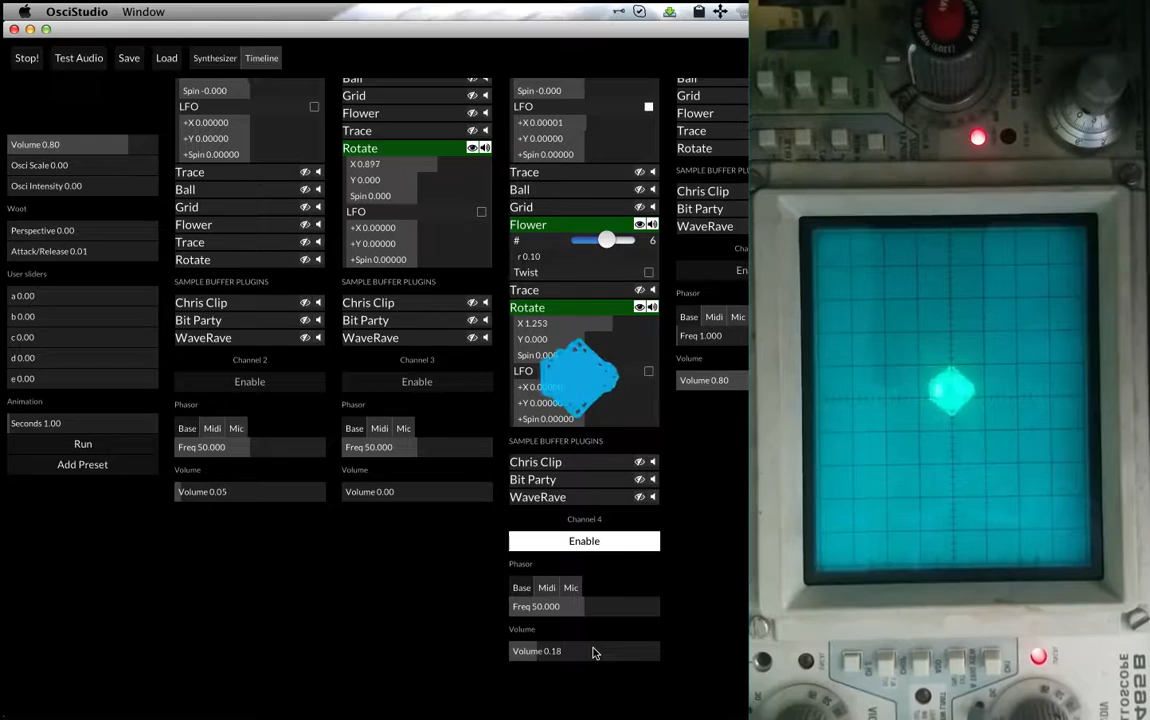 OsciStudio Window
Stop! Test Audio Save Load Synthesizer Timeline
Volume 0.80
Osci Scale 0.00
Osci Intensity 0.00
Woot
Perspective 0.00
Attack/Release 0.01
User sliders
a 0.00
b 0.00
c 0.00
d 0.00
e 0.00
Animation
Seconds 1.00
Run
Add Preset
Spin -0.000
LFO
+X 0.00000
+Y 0.00000
+Spin 0.00000
Trace
Ball
Grid
Flower
Trace
Rotate
SAMPLE BUFFER PLUGINS
Chris Clip
Bit Party
WaveRave
Channel 2
Enable
Phasor
Base Midi Mic
Freq 50.000
Volume
Volume 0.05
Ball
Grid
Flower
Trace
Rotate
X 0.897
Y 0.000
Spin 0.000
LFO
+X 0.00000
+Y 0.00000
+Spin 0.00000
SAMPLE BUFFER PLUGINS
Chris Clip
Bit Party
WaveRave
Channel 3
Enable
Phasor
Base Midi Mic
Freq 50.000
Volume
Volume 0.00
Spin -0.000
LFO
+X 0.00001
+Y 0.00000
+Spin 0.00000
Trace
Ball
Grid
Flower
# 6
r 0.10
Twist
Trace
Rotate
X 1.253
Y 0.000
LFO
+Spin 0.00000
SAMPLE BUFFER PLUGINS
Chris Clip
Bit Party
WaveRave
Channel 4
Enable
Phasor
Base Midi Mic
Freq 50.000
Volume
Volume 0.18
Ball
Grid
Flower
Trace
Rotate
Chris Clip
Bit Party
WaveRave
Phasor
Base Midi Mic
Freq 1.000
Volume
Volume 0.80
465B